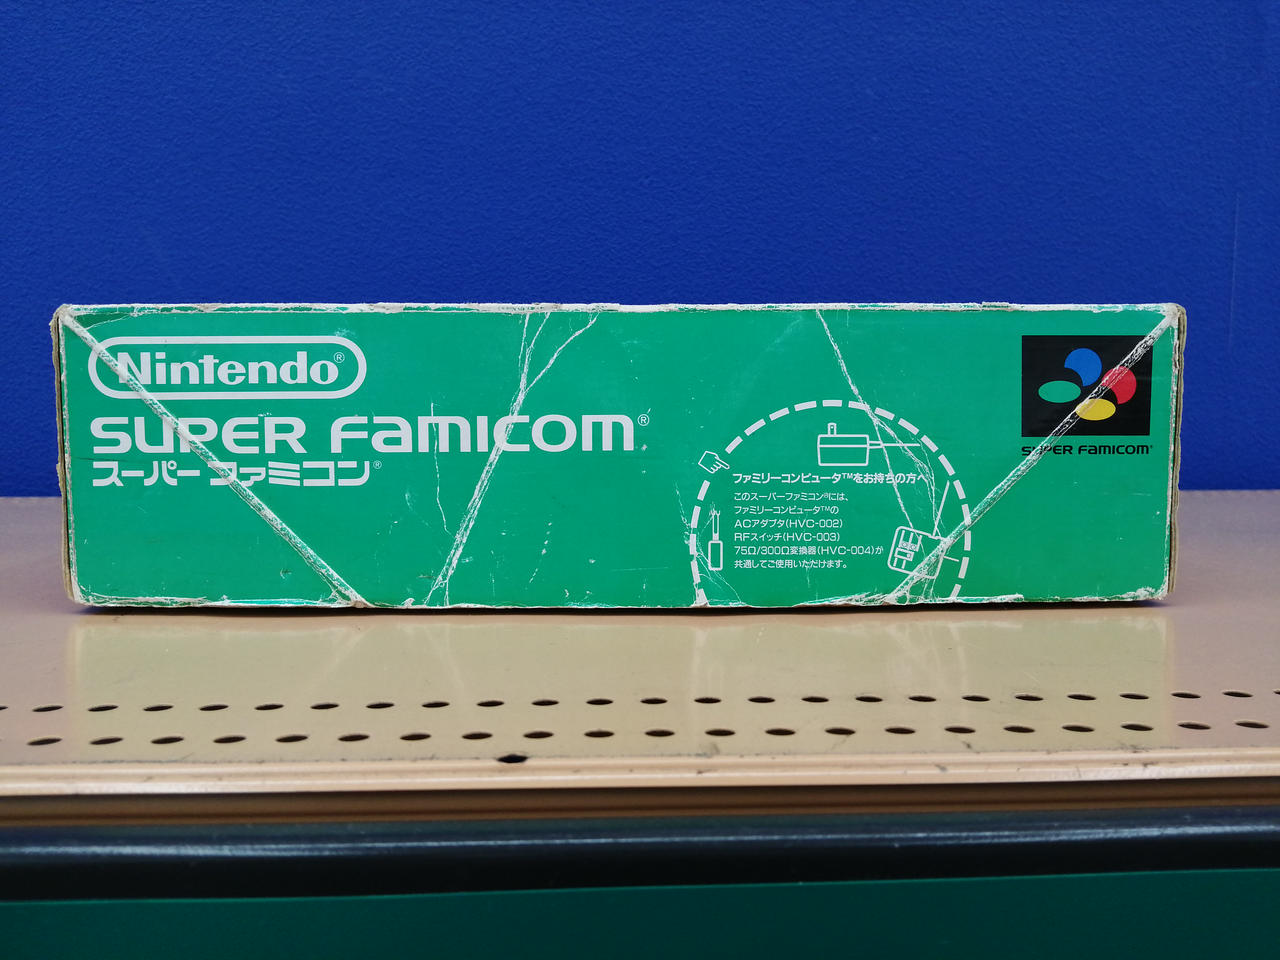 Nintendo®
SUPER FAMICOM®
スーパーファミコン®
ファミリーコンピュータ™をお持ちの方へ
このスーパーファミコン®には、
ファミリーコンピュータ™の
ACアダプタ(HVC-002)
RFスイッチ(HVC-003)
75Ω/300Ω変換器(HVC-004)が
共通してご使用いただけます。
SUPER FAMICOM®